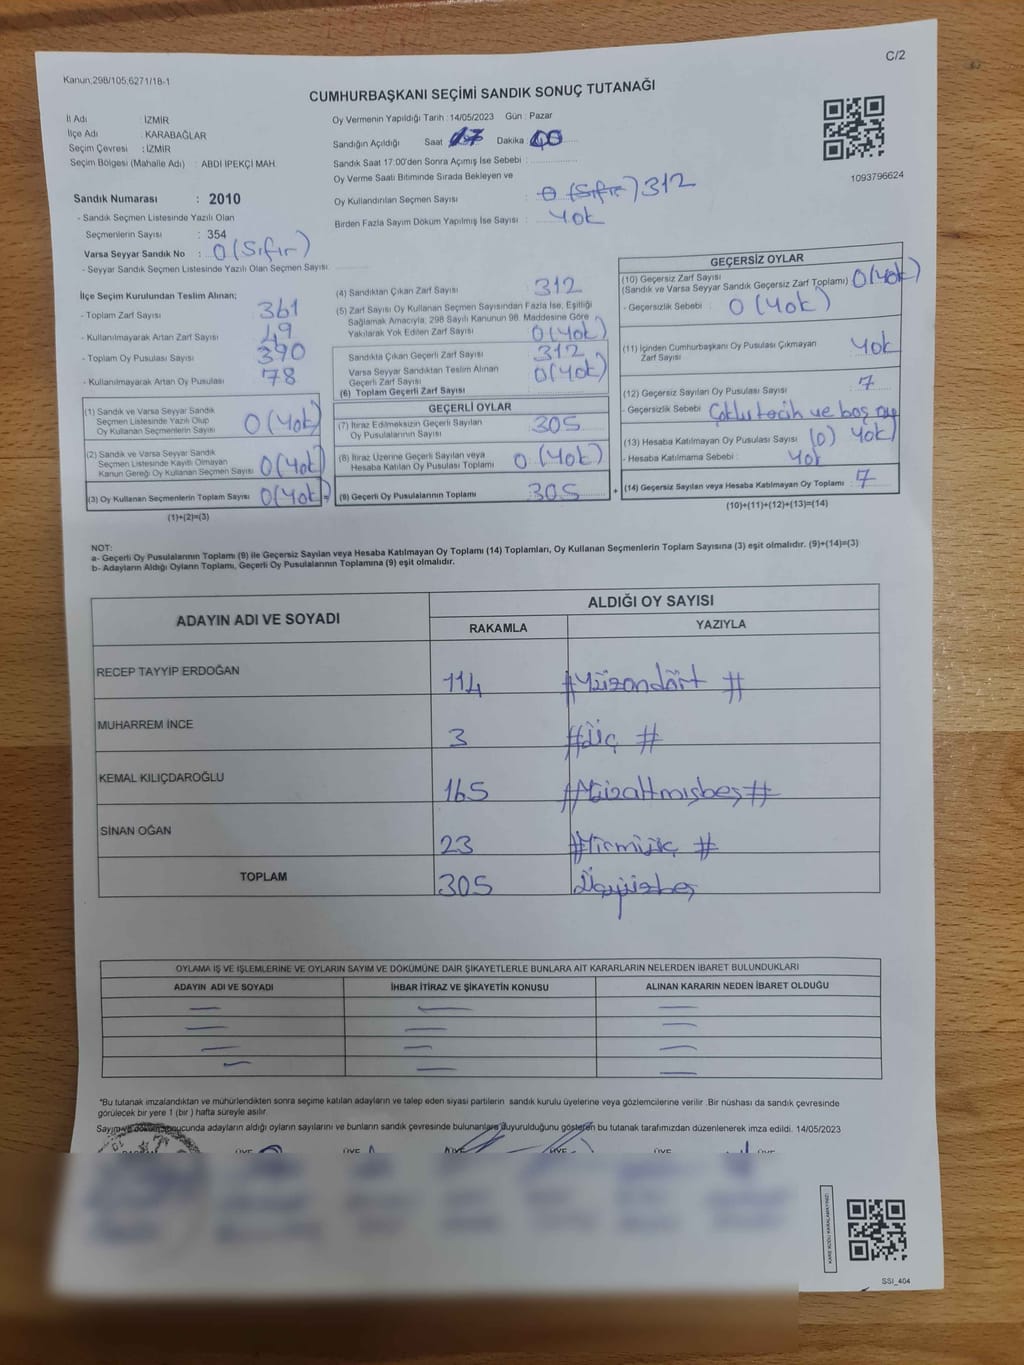 C/2
Kanun,298/105,6271/18-1
CUMHURBAŞKANI SEÇİMİ SANDIK SONUÇ TUTANAĞI
İl Adı : İZMİR
İlçe Adı : KARABAĞLAR
Seçim Çevresi : İZMİR
Seçim Bölgesi (Mahalle Adı) : ABDİ İPEKÇİ MAH.
Sandık Numarası : 2010
- Sandık Seçmen Listesinde Yazılı Olan
Seçmenlerin Sayısı : 354
Varsa Seyyar Sandık No : 0 (Sıfır)
- Seyyar Sandık Seçmen Listesinde Yazılı Olan Seçmen Sayısı:
Oy Vermenin Yapıldığı Tarih : 14/05/2023 Gün : Pazar
Sandığın Açıldığı Saat 17 Dakika 00
Sandık Saat 17:00'den Sonra Açımış İse Sebebi :
Oy Verme Saati Bitiminde Sırada Bekleyen ve
Oy Kullandırılan Seçmen Sayısı : 0 (Sıfır) 312
Birden Fazla Sayım Döküm Yapılmış İse Sayısı : Yok
1093796624
İlçe Seçim Kurulundan Teslim Alınan;
- Toplam Zarf Sayısı : 361
- Kullanılmayarak Artan Zarf Sayısı : 49
- Toplam Oy Pusulası Sayısı : 390
- Kullanılmayarak Artan Oy Pusulası : 78
(1) Sandık ve Varsa Seyyar Sandık
Seçmen Listesinde Yazılı Olup
Oy Kullanan Seçmenlerin Sayısı 0 (Yok)
(2) Sandık ve Varsa Seyyar Sandık
Seçmen Listesinde Kayıtlı Olmayan
Kanun Gereği Oy Kullanan Seçmen Sayısı 0 (Yok)
(3) Oy Kullanan Seçmenlerin Toplam Sayısı 0 (Yok) =
(1)+(2)=(3)
(4) Sandıktan Çıkan Zarf Sayısı : 312
(5) Zarf Sayısı Oy Kullanan Seçmen Sayısından Fazla İse, Eşitliği
Sağlamak Amacıyla, 298 Sayılı Kanunun 98. Maddesine Göre
Yakılarak Yok Edilen Zarf Sayısı 0 (Yok)
Sandıkta Çıkan Geçerli Zarf Sayısı 312
Varsa Seyyar Sandıktan Teslim Alınan
Geçerli Zarf Sayısı 0 (Yok)
(6) Toplam Geçerli Zarf Sayısı
GEÇERLİ OYLAR
(7) İtiraz Edilmeksizin Geçerli Sayılan
Oy Pusulalarının Sayısı 305
(8) İtiraz Üzerine Geçerli Sayılan veya
Hesaba Katılan Oy Pusulası Toplamı 0 (Yok)
(9) Geçerli Oy Pusulalarının Toplamı : 305 +
GEÇERSİZ OYLAR
(10) Geçersiz Zarf Sayısı
(Sandık ve Varsa Seyyar Sandık Geçersiz Zarf Toplamı) 0 (Yok)
- Geçersizlik Sebebi : 0 (Yok)
(11) İçinden Cumhurbaşkanı Oy Pusulası Çıkmayan
Zarf Sayısı Yok
(12) Geçersiz Sayılan Oy Pusulası Sayısı : 7
- Geçersizlik Sebebi : Çoklu tecih ve boş oy
(13) Hesaba Katılmayan Oy Pusulası Sayısı (0) Yok)
- Hesaba Katılmama Sebebi : Yok
(14) Geçersiz Sayılan veya Hesaba Katılmayan Oy Toplamı : 7
(10)+(11)+(12)+(13)=(14)
NOT:
a- Geçerli Oy Pusulalarının Toplamı (9) ile Geçersiz Sayılan veya Hesaba Katılmayan Oy Toplamı (14) Toplamları, Oy Kullanan Seçmenlerin Toplam Sayısına (3) eşit olmalıdır. (9)+(14)=(3)
b- Adayların Aldığı Oyların Toplamı, Geçerli Oy Pusulalarının Toplamına (9) eşit olmalıdır.
ADAYIN ADI VE SOYADI
ALDIĞI OY SAYISI
RAKAMLA YAZIYLA
RECEP TAYYİP ERDOĞAN 114 #Yüzondört #
MUHARREM İNCE 3 #Üç #
KEMAL KILIÇDAROĞLU 165 #Yüzaltmışbeş#
SİNAN OĞAN 23 #Yirmiüç #
TOPLAM 305 Üçyüzbeş
OYLAMA İŞ VE İŞLEMLERİNE VE OYLARIN SAYIM VE DÖKÜMÜNE DAİR ŞİKAYETLERLE BUNLARA AİT KARARLARIN NELERDEN İBARET BULUNDUKLARI
ADAYIN ADI VE SOYADI İHBAR İTİRAZ VE ŞİKAYETİN KONUSU ALINAN KARARIN NEDEN İBARET OLDUĞU
"Bu tutanak imzalandıktan ve mühürlendikten sonra seçime katılan adayların ve talep eden siyasi partilerin sandık kurulu üyelerine veya gözlemcilerine verilir .Bir nüshası da sandık çevresinde
görülecek bir yere 1 (bir ) hafta süreyle asılır.
adayların aldığı oyların sayılarını ve bunların sandık çevresinde bulunanlara duyurulduğunu gösteren bu tutanak tarafımızdan düzenlenerek imza edildi. 14/05/2023
SSİ_404